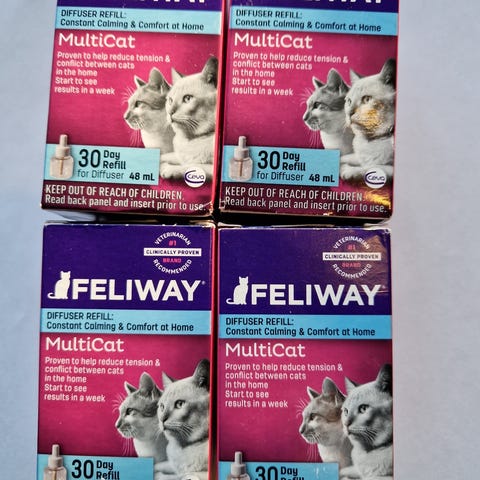 DIFFUSER REFILL:
Constant Calming & Comfort at Home
MultiCat
Proven to help reduce tension &
conflict between cats
in the home
Start to see
results in a week
30 Day
Refill
for Diffuser 48 mL
Ceva
KEEP OUT OF REACH OF CHILDREN.
Read back panel and insert prior to use.
DIFFUSER REFILL:
Constant Calming & Comfort at Home
MultiCat
Proven to help reduce tension &
conflict between cats
in the home
Start to see
results in a week
30 Day
Refill
for Diffuser 48 mL
Ceva
KEEP OUT OF REACH OF CHILDREN.
Read back panel and insert prior to use.
VETERINARIAN
#1
CLINICALLY PROVEN
BRAND
RECOMMENDED
FELIWAY
DIFFUSER REFILL:
Constant Calming & Comfort at Home
MultiCat
Proven to help reduce tension &
conflict between cats
in the home
Start to see
results in a week
30 Day
Refill
VETERINARIAN
#1
CLINICALLY PROVEN
BRAND
RECOMMENDED
FELIWAY
DIFFUSER REFILL:
Constant Calming & Comfort at Home
MultiCat
Proven to help reduce tension &
conflict between cats
in the home
Start to see
results in a week
30 Day